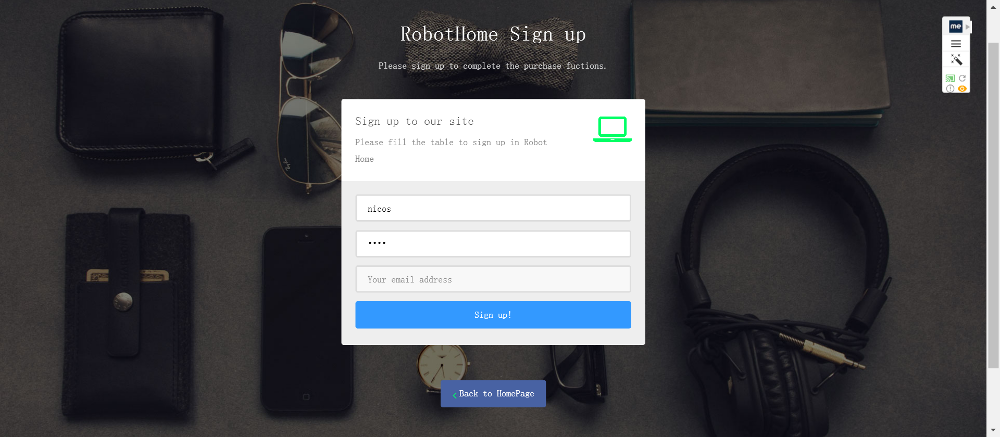 RobotHome Sign up
Please sign up to complete the purchase fuctions.
me
Sign up to our site
Please fill the table to sign up in Robot
Home
nicos
••••
Your email address
Sign up!
Back to HomePage